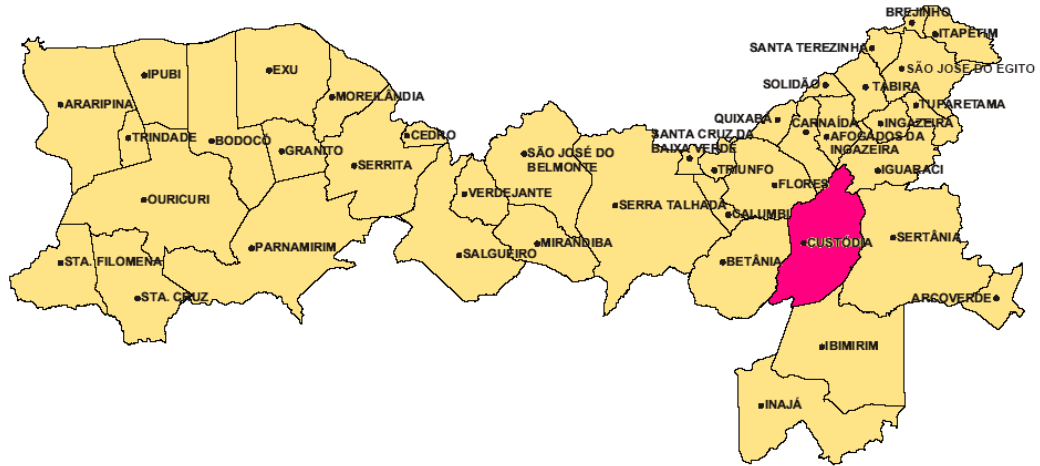 BREJINHO
ITAPETIM
SANTA TEREZINHA
SÃO JOSÉ DO EGITO
IPUBI
EXU
SOLIDÃO
TABIRA
MOREILÂNDIA
ARARIPINA
TUPARETAMA
QUIXABA
CARNAÍDA
INGAZEIRA
TRINDADE
BODOCÓ
CEDRO
SANTA CRUZ DA
BAIXA VERDE
AFOGADOS DA
INGAZEIRA
GRANITO
SERRITA
SÃO JOSÉ DO
BELMONTE
TRIUNFO
IGUARACI
FLORES
VERDEJANTE
OURICURI
SERRA TALHADA
CALUMBI
PARNAMIRIM
MIRANDIBA
CUSTÓDIA
SERTÂNIA
STA. FILOMENA
SALGUEIRO
BETÂNIA
STA. CRUZ
ARCOVERDE
IBIMIRIM
INAJÁ